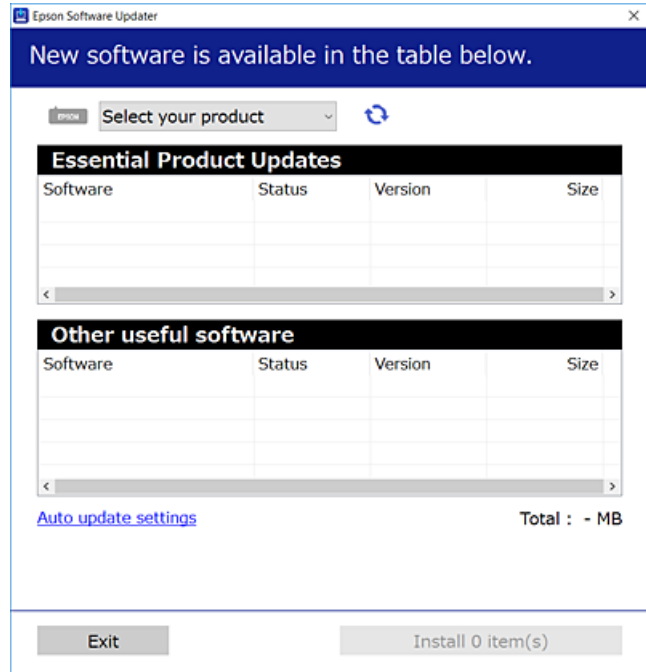 Epson Software Updater
New software is available in the table below.
EPSON Select your product
Essential Product Updates
Software Status Version Size
Other useful software
Software Status Version Size
Auto update settings Total : - MB
Exit Install 0 item(s)